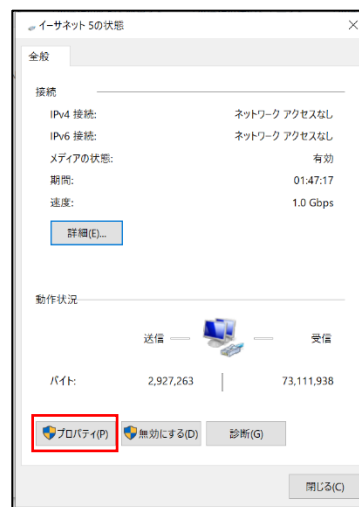 イーサネット 5の状態
全般
接続
IPv4 接続: ネットワーク アクセスなし
IPv6 接続: ネットワーク アクセスなし
メディアの状態: 有効
期間: 01:47:17
速度: 1.0 Gbps
詳細(E)...
動作状況
送信 受信
バイト: 2,927,263 73,111,938
プロパティ(P) 無効にする(D) 診断(G)
閉じる(C)